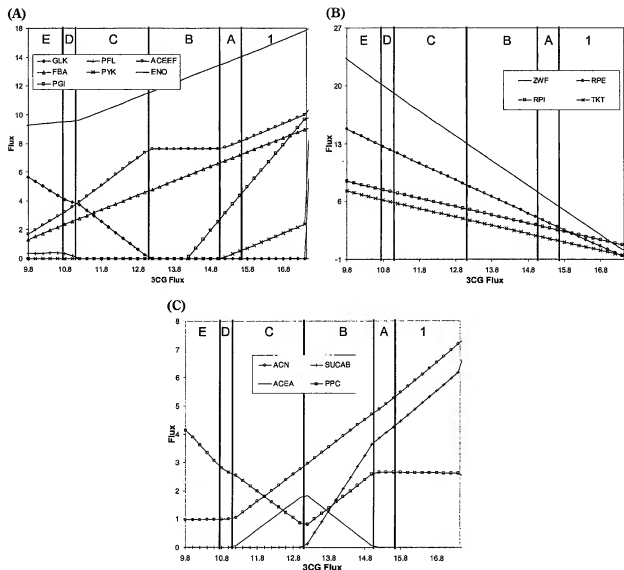 (A)
E D C B A 1
GLK PFL ACEEF
FBA PYK ENO
PGI
Flux
18
16
14
12
10
8
6
4
2
0
9.8 10.8 11.8 12.8 13.8 14.8 15.8 16.8
3CG Flux
(B)
E D C B A 1
ZWF RPE
RPI TKT
Flux
27
20
13
6
-1
9.8 10.8 11.8 12.8 13.8 14.8 15.8 16.8
3CG Flux
(C)
E D C B A 1
ACN SUCAB
ACEA PPC
Flux
8
7
6
5
4
3
2
1
0
9.8 10.8 11.8 12.8 13.8 14.8 15.8 16.8
3CG Flux